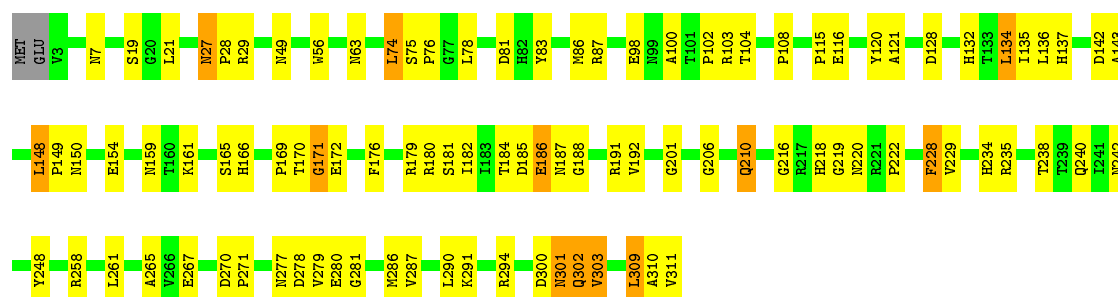 MET GLU V3 N7 S19 G20 L21 N27 P28 R29 N49 W56 N63 L74 S75 P76 G77 L78 D81 H82 Y83 M86 R87 E98 N99 A100 T101 P102 R103 T104 P108 P115 E116 Y120 A121 D128 H132 T133 L134 I135 L136 H137 D142
L148 P149 N150 E154 N159 T160 K161 S165 H166 P169 T170 G171 E172 F176 R179 R180 S181 I182 I183 T184 D185 E186 N187 G188 R191 V192 G201 G206 Q210 G216 R217 H218 G219 N220 R221 P222 F228 V229 H234 R235 T238 T239 Q240 I241
Y248 R258 L261 A265 V266 E267 D270 P271 N277 D278 V279 E280 G281 M286 V287 L290 K291 R294 D300 N301 Q302 V303 L309 A310 V311